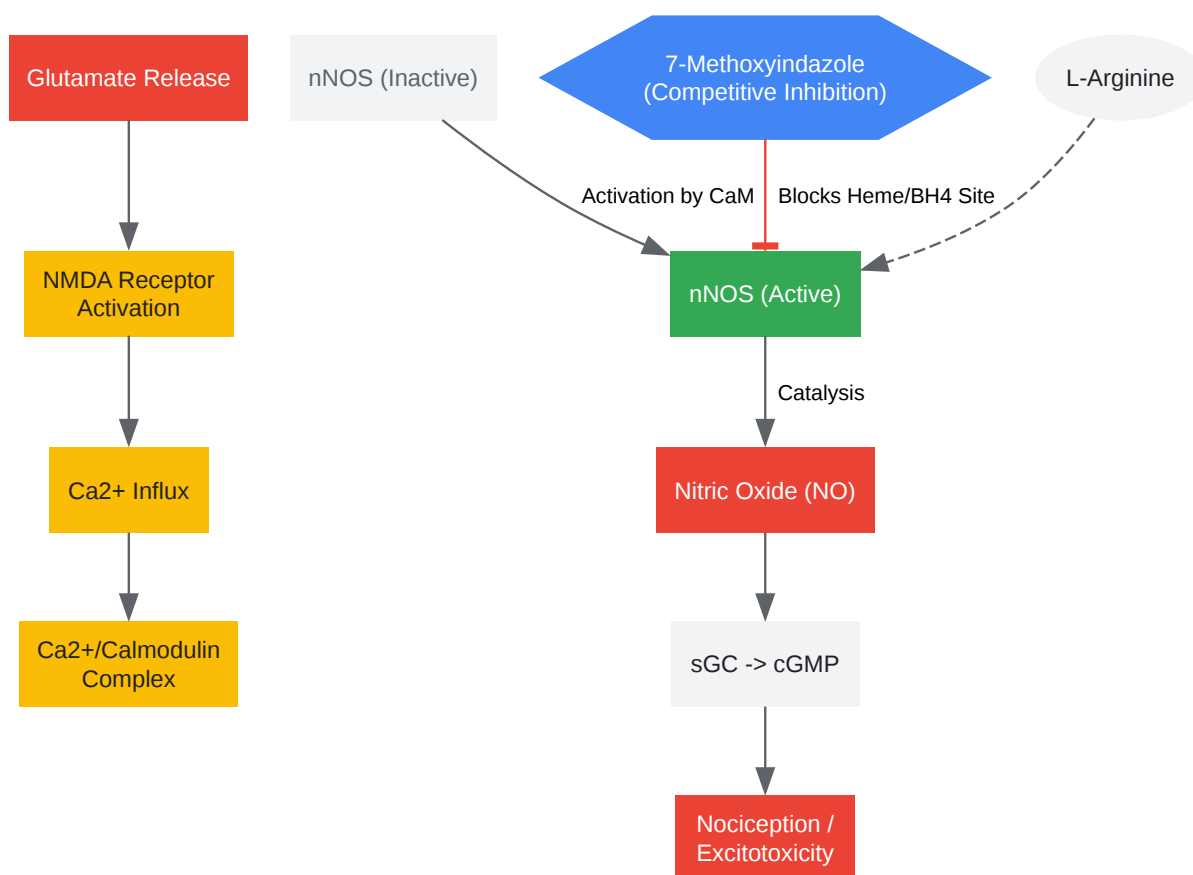 Glutamate Release
nNOS (Inactive)
7-Methoxyindazole
(Competitive Inhibition)
L-Arginine
Activation by CaM
Blocks Heme/BH4 Site
NMDA Receptor
Activation
nNOS (Active)
Catalysis
Ca2+ Influx
Nitric Oxide (NO)
Ca2+/Calmodulin
Complex
sGC -> cGMP
Nociception /
Excitotoxicity